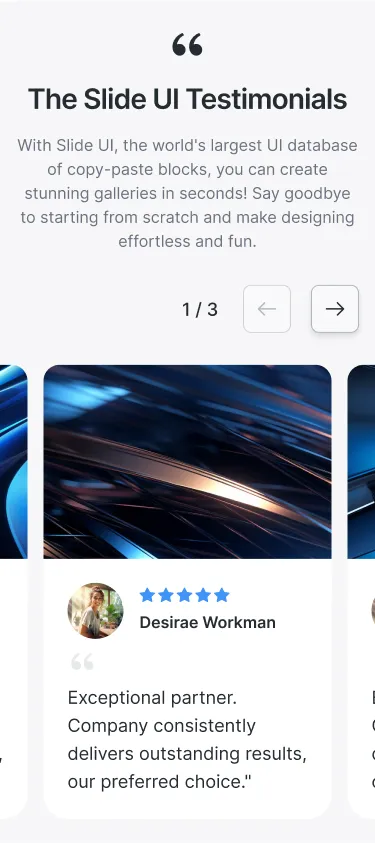 “
The Slide UI Testimonials
With Slide UI, the world's largest UI database
of copy-paste blocks, you can create
stunning galleries in seconds! Say goodbye
to starting from scratch and make designing
effortless and fun.
1 / 3
Desirae Workman
“
Exceptional partner.
Company consistently
delivers outstanding results,
our preferred choice."